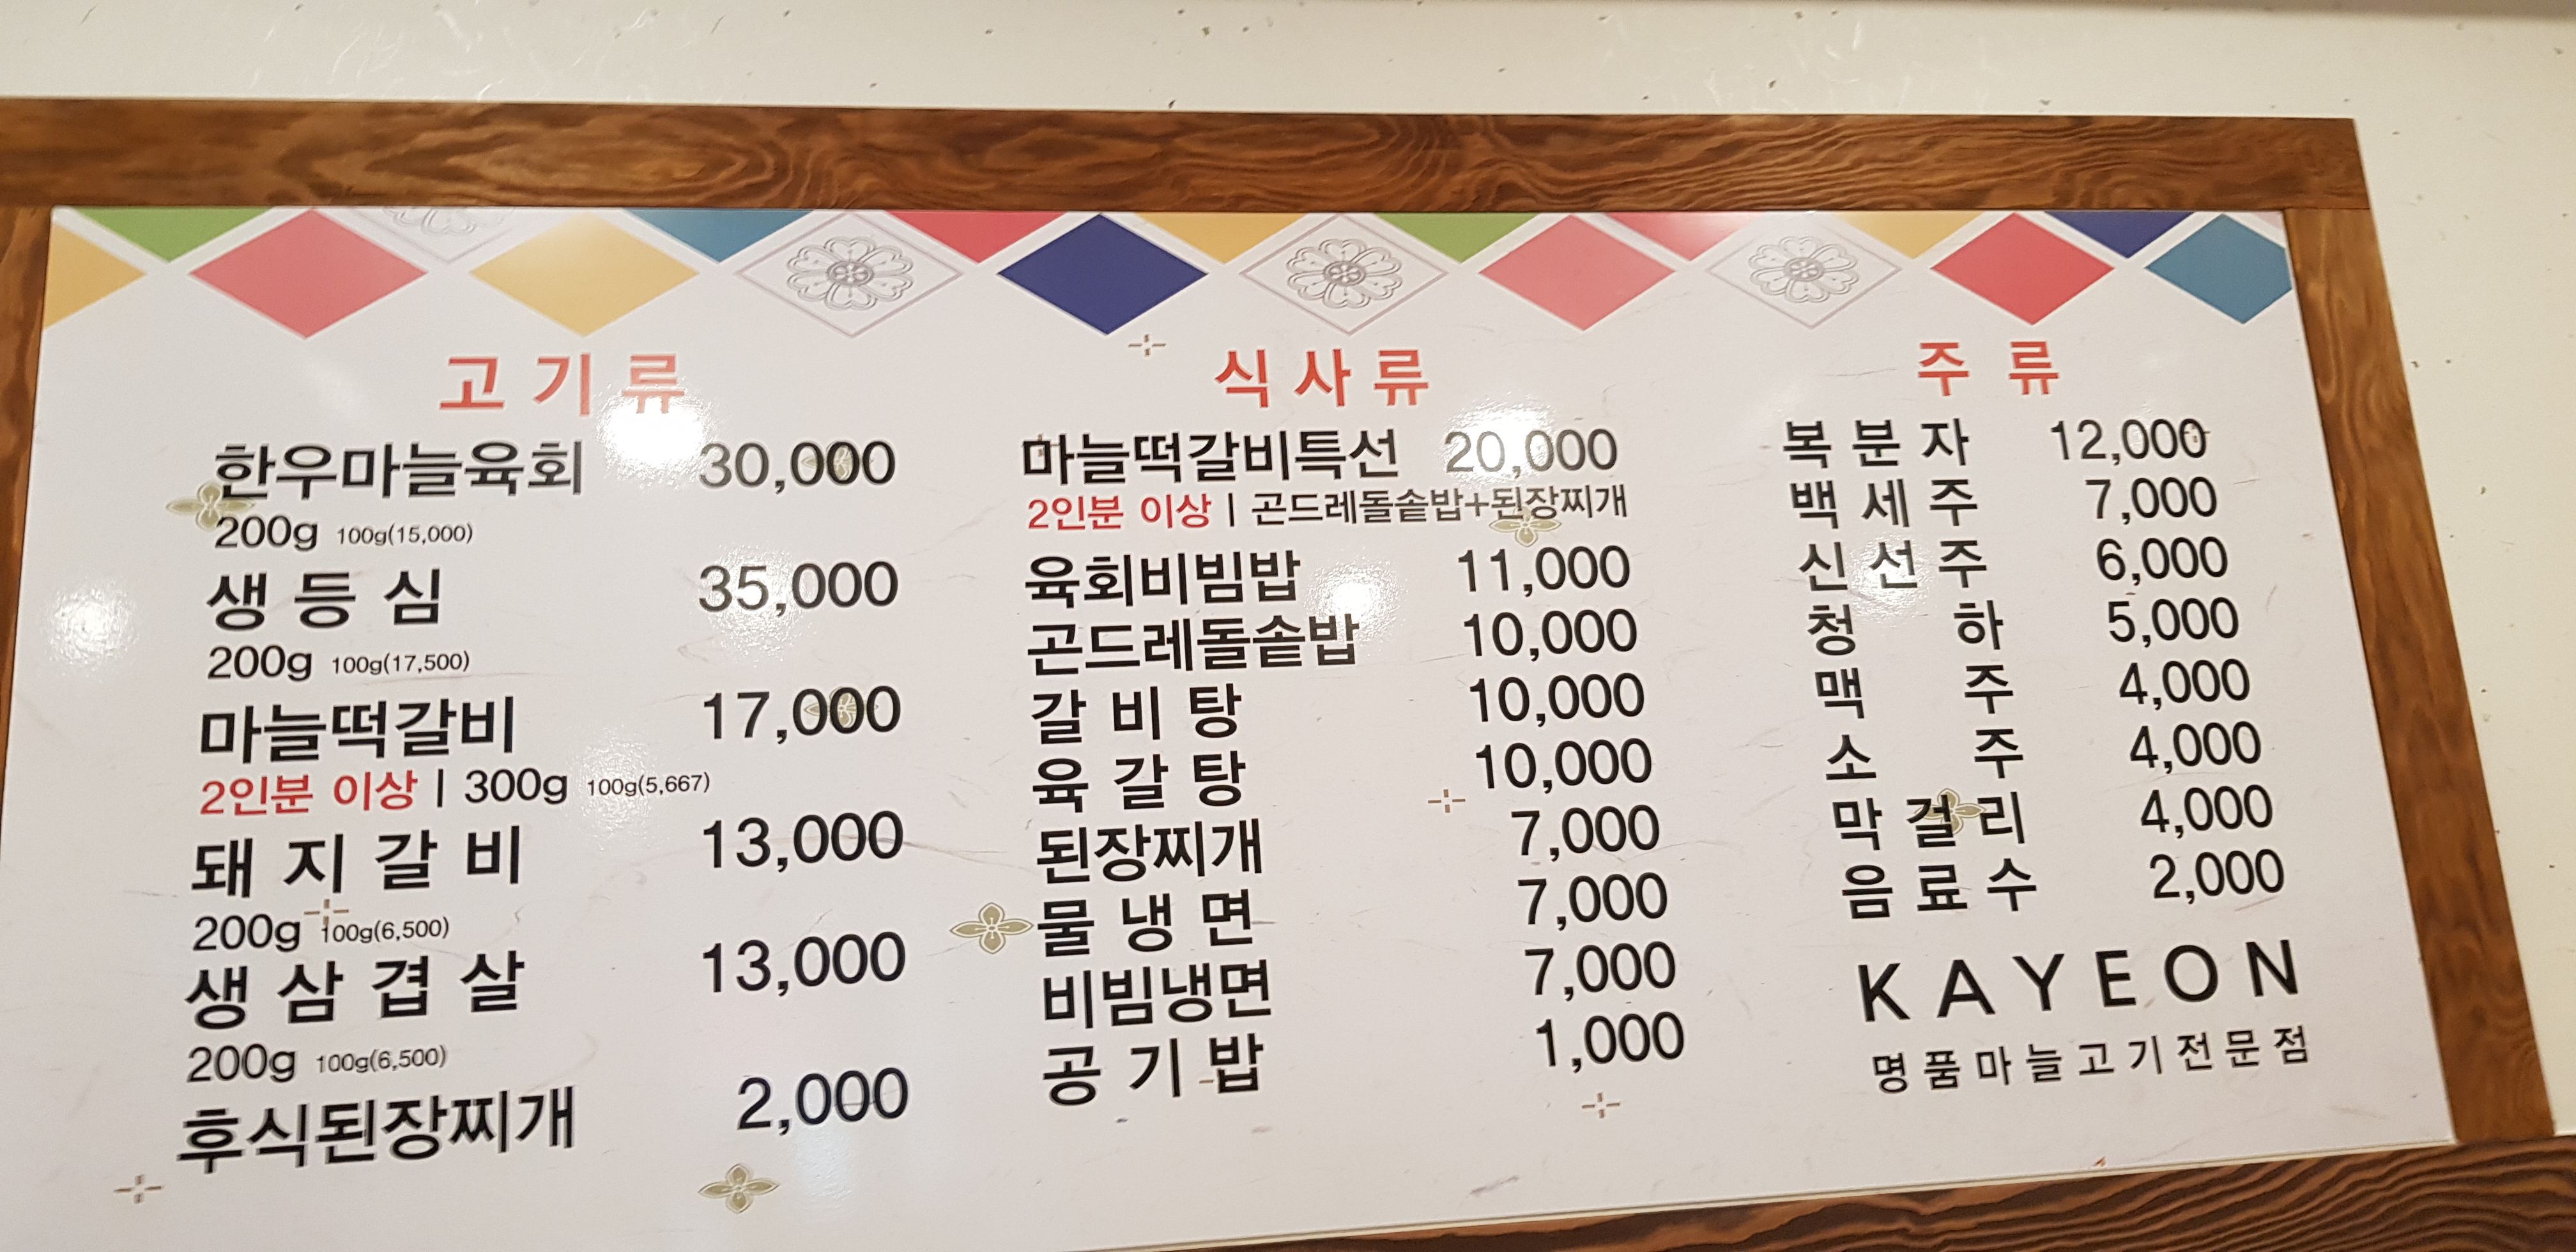 고기류
한우마늘육회 30,000
200g 100g(15,000)
생등심 35,000
200g 100g(17,500)
마늘떡갈비 17,000
2인분 이상 | 300g 100g(5,667)
돼지갈비 13,000
200g 100g(6,500)
생삼겹살 13,000
200g 100g(6,500)
후식된장찌개 2,000
식사류
마늘떡갈비특선 20,000
2인분 이상 | 곤드레돌솥밥+된장찌개
육회비빔밥 11,000
곤드레돌솥밥 10,000
갈비탕 10,000
육갈탕 10,000
된장찌개 7,000
물냉면 7,000
비빔냉면 7,000
공기밥 1,000
주류
복분자 12,000
백세주 7,000
신선주 6,000
청하 5,000
맥주 4,000
소주 4,000
막걸리 4,000
음료수 2,000
KAYEON
명품마늘고기전문점